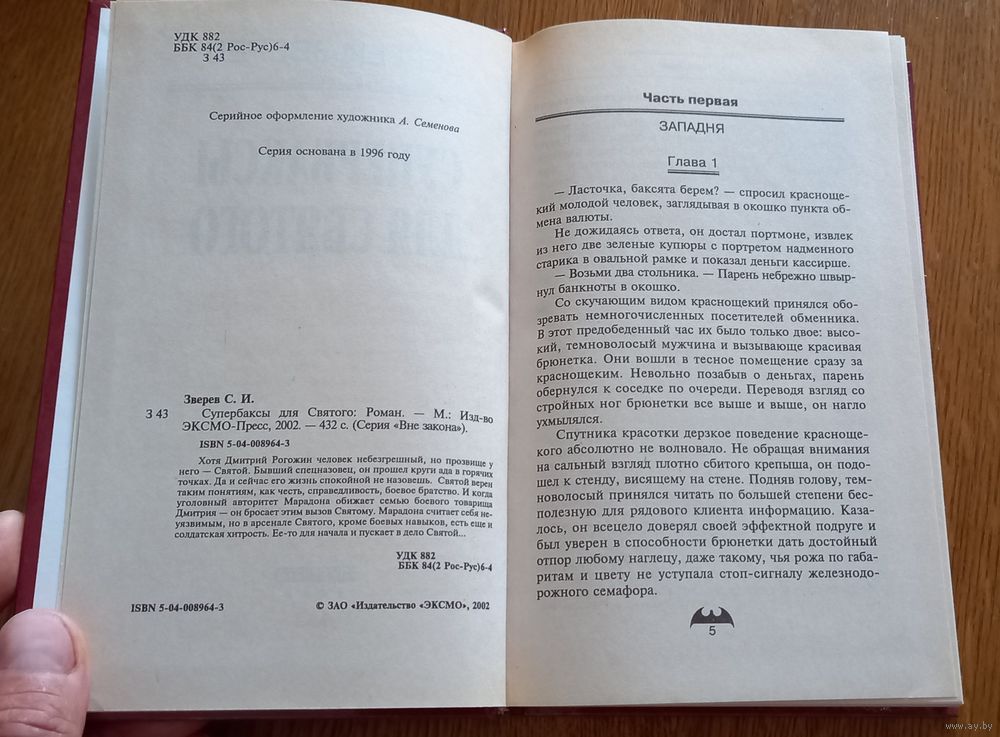 УДК 882
ББК 84(2 Рос-Рус)6-4
З 43
Серийное оформление художника А. Семенова
Серия основана в 1996 году
Зверев С. И.
З 43 Супербаксы для Святого: Роман. — М.: Изд-во
ЭКСМО-Пресс, 2002. — 432 с. (Серия «Вне закона»).
ISBN 5-04-008964-3
Хотя Дмитрий Рогожин человек небезгрешный, но прозвище у
него — Святой. Бывший спецназовец, он прошел круги ада в горячих
точках. Да и сейчас его жизнь спокойной не назовешь. Святой верен
таким понятиям, как честь, справедливость, боевое братство. И когда
уголовный авторитет Марадона обижает семью боевого товарища
Дмитрия — он бросает этим вызов Святому. Марадона считает себя не-
уязвимым, но в арсенале Святого, кроме боевых навыков, есть еще и
солдатская хитрость. Ее-то для начала и пускает в дело Святой...
УДК 882
ББК 84(2 Рос-Рус)6-4
ISBN 5-04-008964-3
© ЗАО «Издательство «ЭКСМО», 2002
Часть первая
ЗАПАДНЯ
Глава 1
— Ласточка, баксята берем? — спросил краснощe-
кий молодой человек, заглядывая в окошко пункта об-
мена валюты.
Не дожидаясь ответа, он достал портмоне, извлек
из него две зеленые купюры с портретом надменного
старика в овальной рамке и показал деньги кассирше.
— Возьми два стольника. — Парень небрежно швыр-
нул банкноты в окошко.
Со скучающим видом краснощекий принялся обо-
зревать немногочисленных посетителей обменника.
В этот предобеденный час их было только двое: высо-
кий, темноволосый мужчина и вызывающе красивая
брюнетка. Они вошли в тесное помещение сразу за
краснощеким. Невольно позабыв о деньгах, парень
обернулся к соседке по очереди. Переводя взгляд со
стройных ног брюнетки все выше и выше, он нагло
ухмылялся.
Спутника красотки дерзкое поведение краснощe-
кого абсолютно не волновало. Не обращая внимания
на сальный взгляд плотно сбитого крепыша, он подо-
шел к стенду, висящему на стене. Подняв голову, тем-
новолосый принялся читать по большей степени бес-
полезную для рядового клиента информацию. Каза-
лось, он всецело доверял своей эффектной подруге и
был уверен в способности брюнетки дать достойный
отпор любому наглецу, даже такому, чья рожа по га-
ба-
ритам и цвету не уступала стоп-сигналу железнодо-
рожного семафора.
5
www.ay.by